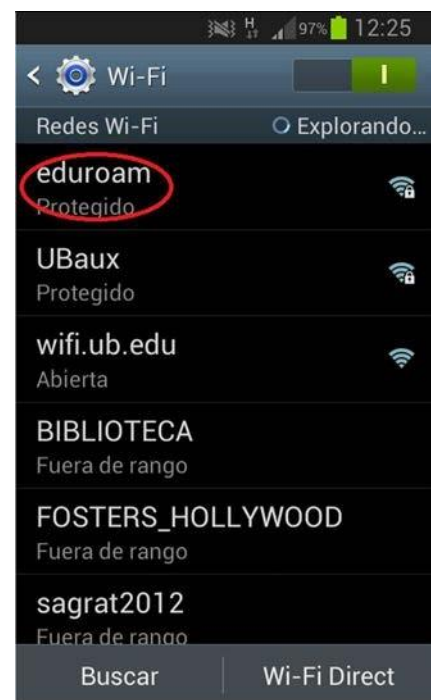 H 97% 12:25
< Wi-Fi I
Redes Wi-Fi Explorando...
eduroam
Protegido
UBaux
Protegido
wifi.ub.edu
Abierta
BIBLIOTECA
Fuera de rango
FOSTERS_HOLLYWOOD
Fuera de rango
sagrat2012
Fuera de rango
Buscar Wi-Fi Direct